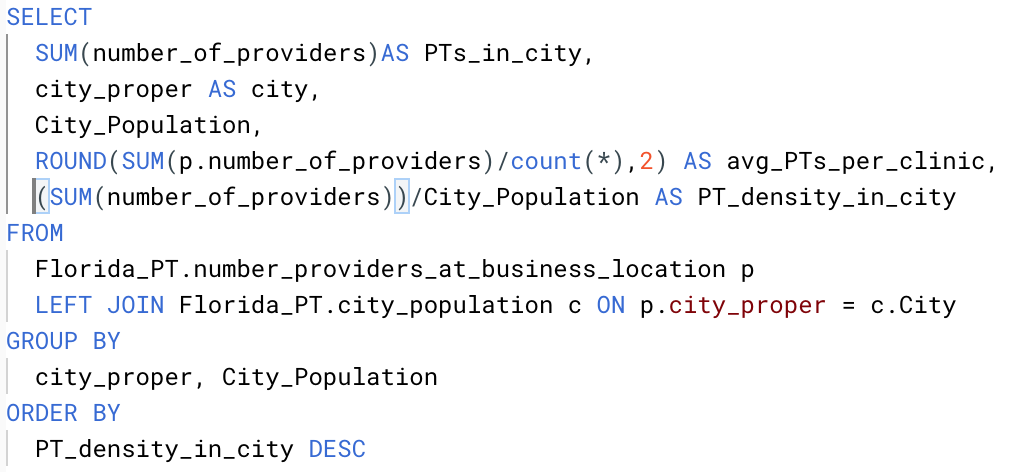 SELECT
SUM(number_of_providers)AS PTs_in_city,
city_proper AS city,
City_Population,
ROUND(SUM(p.number_of_providers)/count(*),2) AS avg_PTs_per_clinic,
(SUM(number_of_providers))/City_Population AS PT_density_in_city
FROM
Florida_PT.number_providers_at_business_location p
LEFT JOIN Florida_PT.city_population c ON p.city_proper = c.City
GROUP BY
city_proper, City_Population
ORDER BY
PT_density_in_city DESC